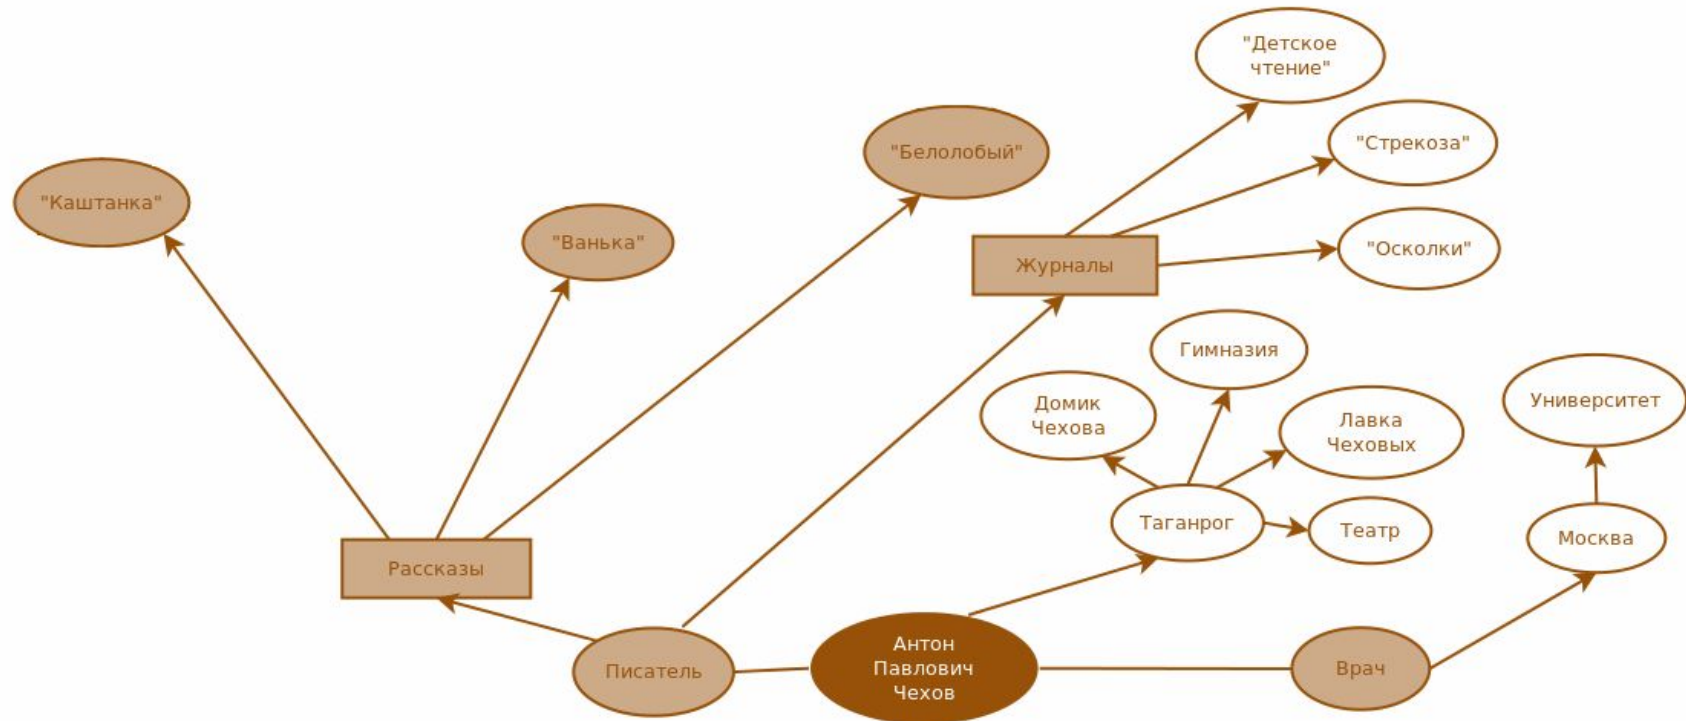 "Детское
чтение"
"Стрекоза"
"Белолобый"
"Каштанка"
"Ванька"
"Осколки"
Журналы
Гимназия
Домик
Чехова
Университет
Лавка
Чеховых
Таганрог
Театр
Москва
Рассказы
Писатель
Антон
Павлович
Чехов
Врач